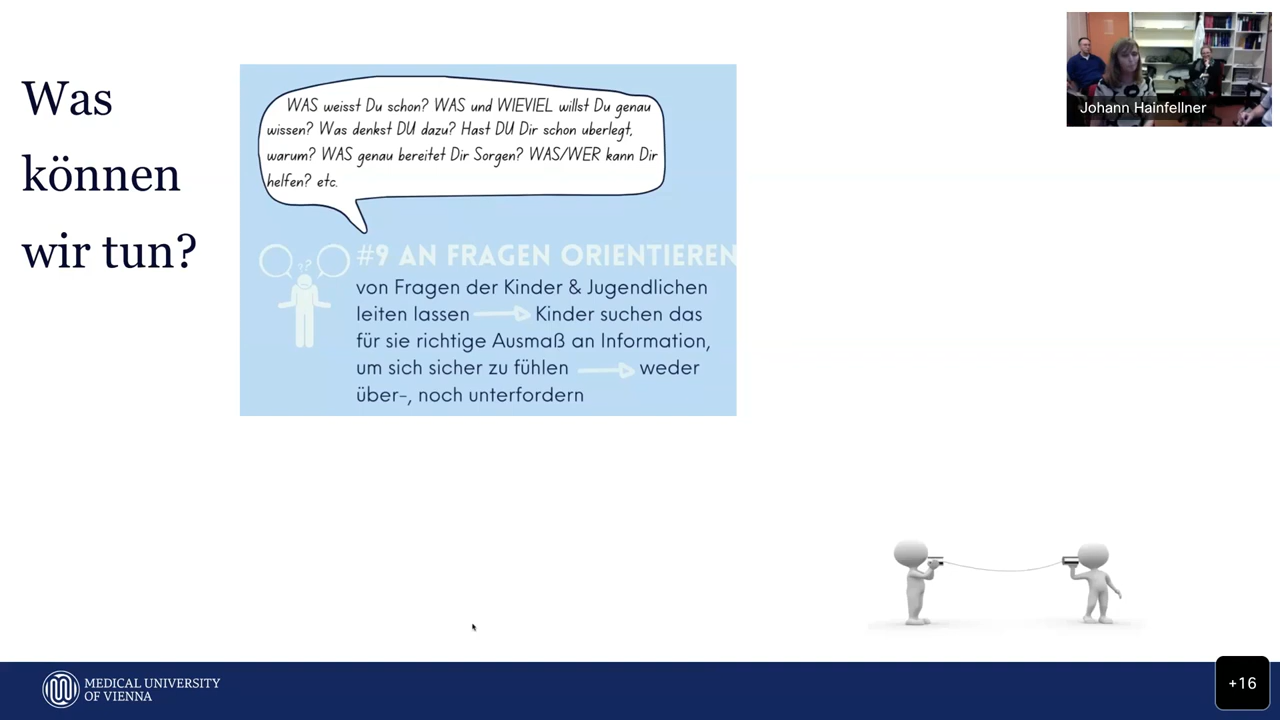 Was
können
wir tun?
WAS weisst Du schon? WAS und WIEVIEL willst Du genau
wissen? Was denkst DU dazu? Hast DU Dir schon uberlegt,
warum? WAS genau bereitet Dir Sorgen? WAS/WER kann Dir
helfen? etc.
??
#9 AN FRAGEN ORIENTIEREN
von Fragen der Kinder & Jugendlichen
leiten lassen Kinder suchen das
für sie richtige Ausmaß an Information,
um sich sicher zu fühlen weder
über-, noch unterfordern
Johann Hainfellner
MEDICAL UNIVERSITY
OF VIENNA
+16